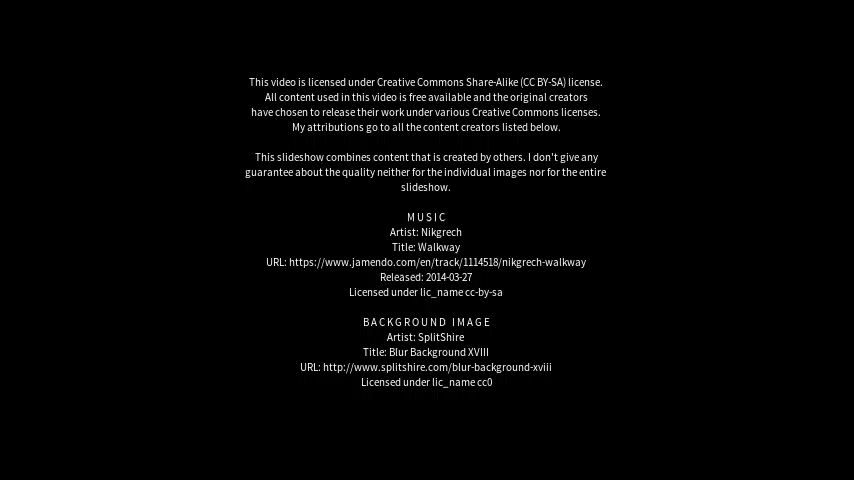 This video is licensed under Creative Commons Share-Alike (CC BY-SA) license.
All content used in this video is free available and the original creators
have chosen to release their work under various Creative Commons licenses.
My attributions go to all the content creators listed below.
This slideshow combines content that is created by others. I don't give any
guarantee about the quality neither for the individual images nor for the entire
slideshow.
MUSIC
Artist: Nikgrech
Title: Walkway
URL: https://www.jamendo.com/en/track/1114518/nikgrech-walkway
Released: 2014-03-27
Licensed under lic_name cc-by-sa
BACKGROUND IMAGE
Artist: SplitShire
Title: Blur Background XVIII
URL: http://www.splitshire.com/blur-background-xviii
Licensed under lic_name cc0